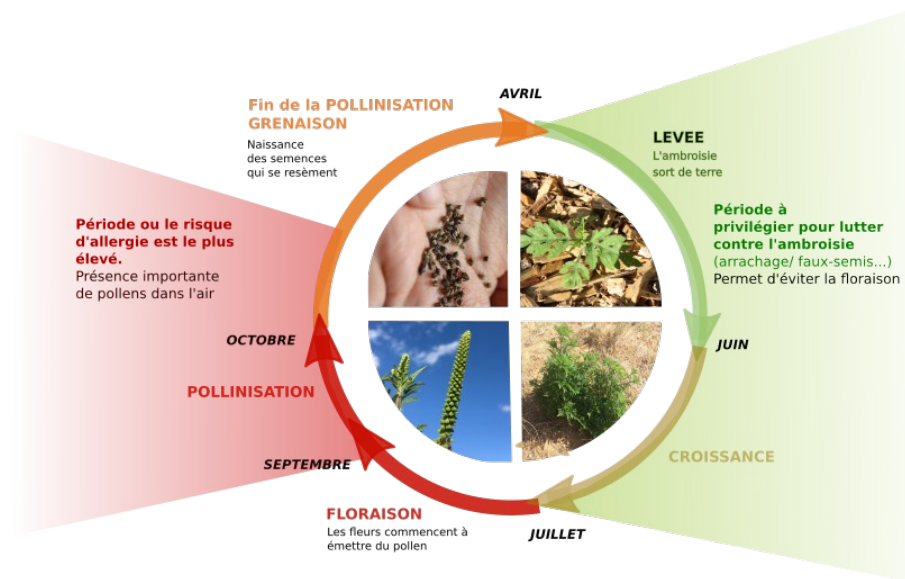 AVRIL
Fin de la POLLINISATION
GRENAISON
Naissance
des semences
qui se resèment
LEVEE
L'ambroisie
sort de terre
Période à
privilégier pour lutter
contre l'ambroisie
(arrachage/ faux-semis...)
Permet d'éviter la floraison
Période ou le risque
d'allergie est le plus
élevé.
Présence importante
de pollens dans l'air
OCTOBRE
JUIN
POLLINISATION
CROISSANCE
SEPTEMBRE
FLORAISON
Les fleurs commencent à
émettre du pollen
JUILLET